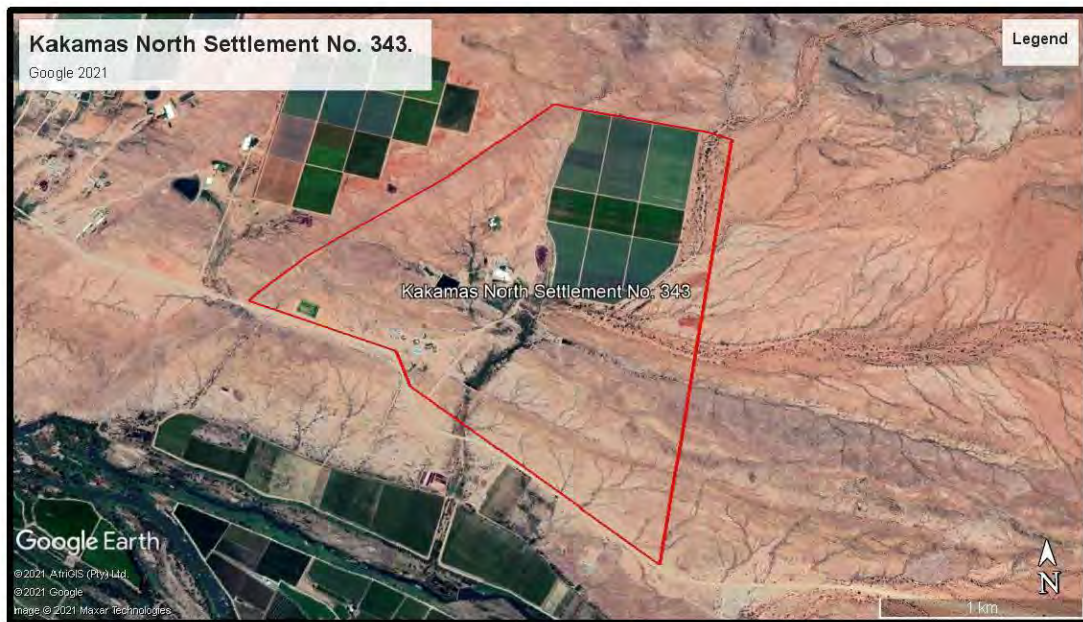 Kakamas North Settlement No. 343.
Google 2021
Legend
Kakamas North Settlement No. 343
Google Earth
©2021 AfriGIS (Pty) Ltd.
©2021 Google
Image © 2021 Maxar Technologies
N
1 km